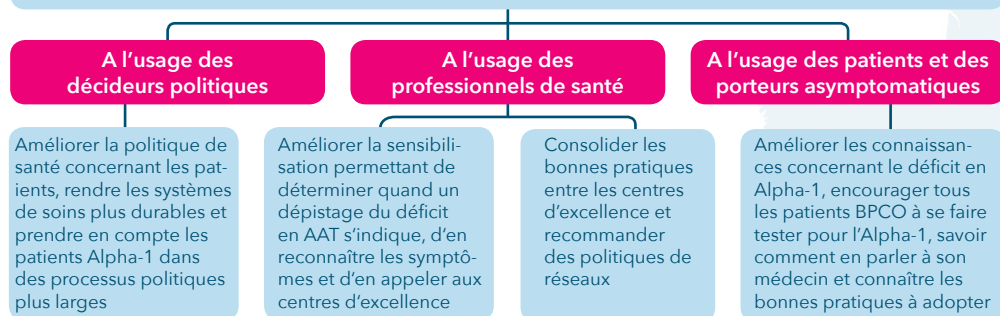 A l’usage des
décideurs politiques
A l’usage des
professionnels de santé
A l’usage des patients et des
porteurs asymptomatiques
Améliorer la politique de
santé concernant les pat-
ients, rendre les systèmes
de soins plus durables et
prendre en compte les
patients Alpha-1 dans
des processus politiques
plus larges
Améliorer la sensibili-
sation permettant de
déterminer quand un
dépistage du déficit
en AAT s’indique, d’en
reconnaître les symptô-
mes et d’en appeler aux
centres d’excellence
Consolider les
bonnes pratiques
entre les centres
d’excellence et
recommander
des politiques de
réseaux
Améliorer les connaissan-
ces concernant le déficit en
Alpha-1, encourager tous
les patients BPCO à se faire
tester pour l’Alpha-1, savoir
comment en parler à son
médecin et connaître les
bonnes pratiques à adopter